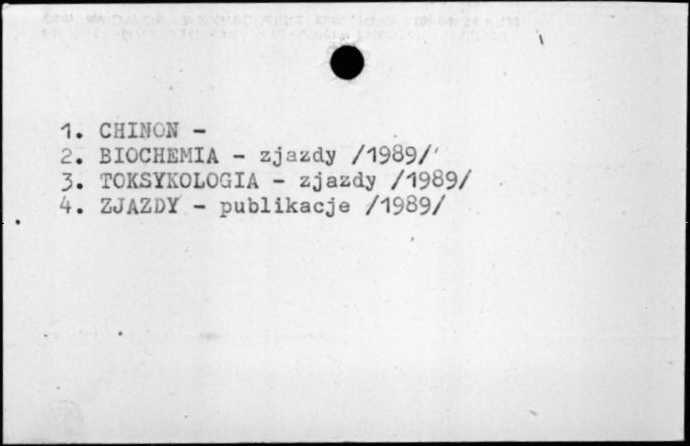 1. CHINON -
2. BIOCHEMIA - zjazdy /1989/
3. TOKSYKOLOGIA - zjazdy /1989/
4. ZJAZDY - publikacje /1989/